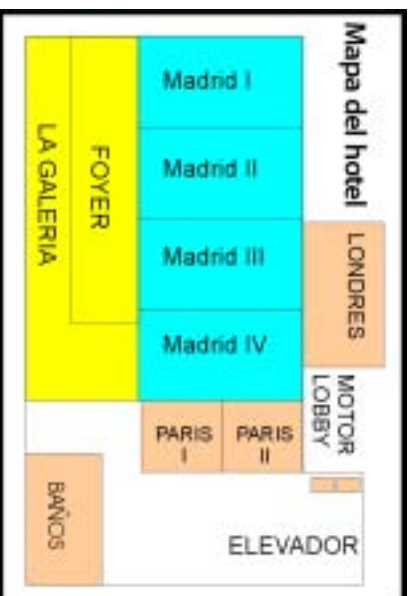 Mapa del hotel
Madrid I
Madrid II
Madrid III
Madrid IV
FOYER
LA GALERIA
LONDRES
MOTOR
LOBBY
PARIS
I
PARIS
II
BAÑOS
ELEVADOR